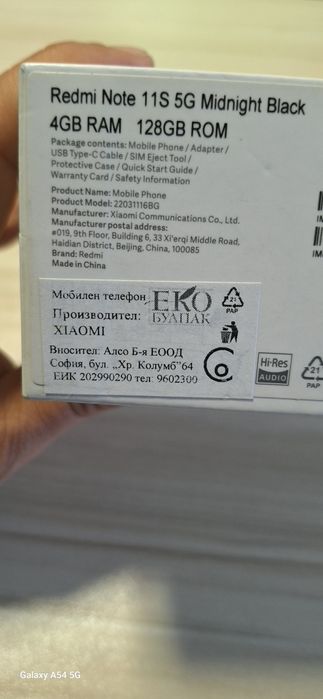 Redmi Note 11S 5G Midnight Black
4GB RAM 128GB ROM
Package contents: Mobile Phone / Adapter /
USB Type-C Cable / SIM Eject Tool /
Protective Case / Quick Start Guide /
Warranty Card / Safety Information
Product Name: Mobile Phone
Product Model: 22031116BG
Manufacturer: Xiaomi Communications Co., Ltd.
Manufacturer postal address:
#019, 9th Floor, Building 6, 33 Xi'erqi Middle Road,
Haidian District, Beijing, China, 100085
Brand: Redmi
Made in China
Мобилен телефон
Производител:
XIAOMI
ЕКО
БУЛПАК
21
PAP
Вносител: Алсо Б-я ЕООД
София, бул. „Хр. Колумб"64
ЕИК 202990290 тел: 9602309
Hi-Res
AUDIO
21
PAP
Galaxy A54 5G